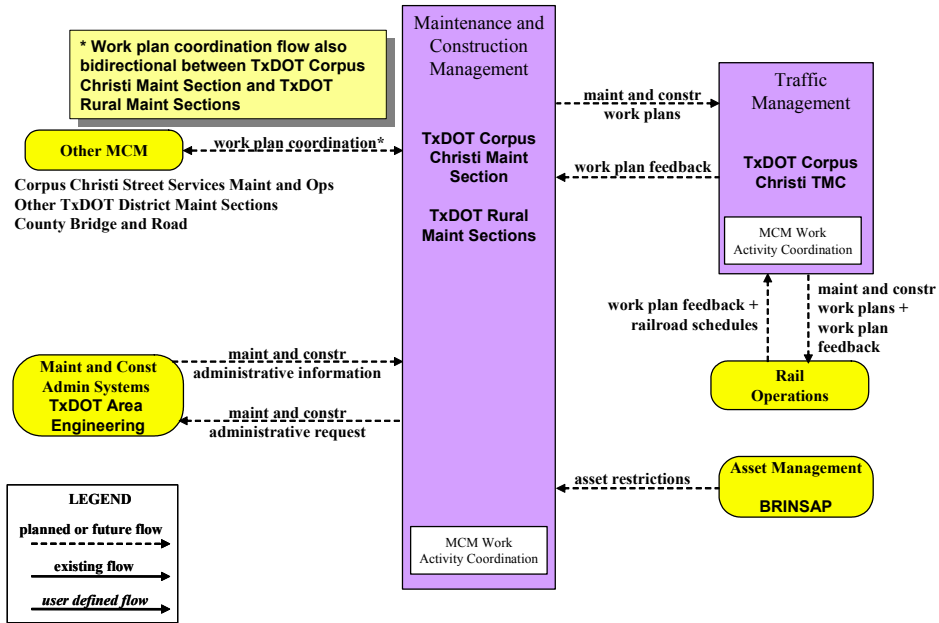 * Work plan coordination flow also
bidirectional between TxDOT Corpus
Christi Maint Section and TxDOT
Rural Maint Sections
Maintenance and
Construction
Management
TxDOT Corpus
Christi Maint
Section
TxDOT Rural
Maint Sections
MCM Work
Activity Coordination
Traffic
Management
TxDOT Corpus
Christi TMC
MCM Work
Activity Coordination
maint and constr
work plans
work plan feedback
Other MCM
work plan coordination*
Corpus Christi Street Services Maint and Ops
Other TxDOT District Maint Sections
County Bridge and Road
work plan feedback +
railroad schedules
maint and constr
work plans +
work plan
feedback
Rail
Operations
Maint and Const
Admin Systems
TxDOT Area
Engineering
maint and constr
administrative information
maint and constr
administrative request
asset restrictions
Asset Management
BRINSAP
LEGEND
planned or future flow
existing flow
user defined flow